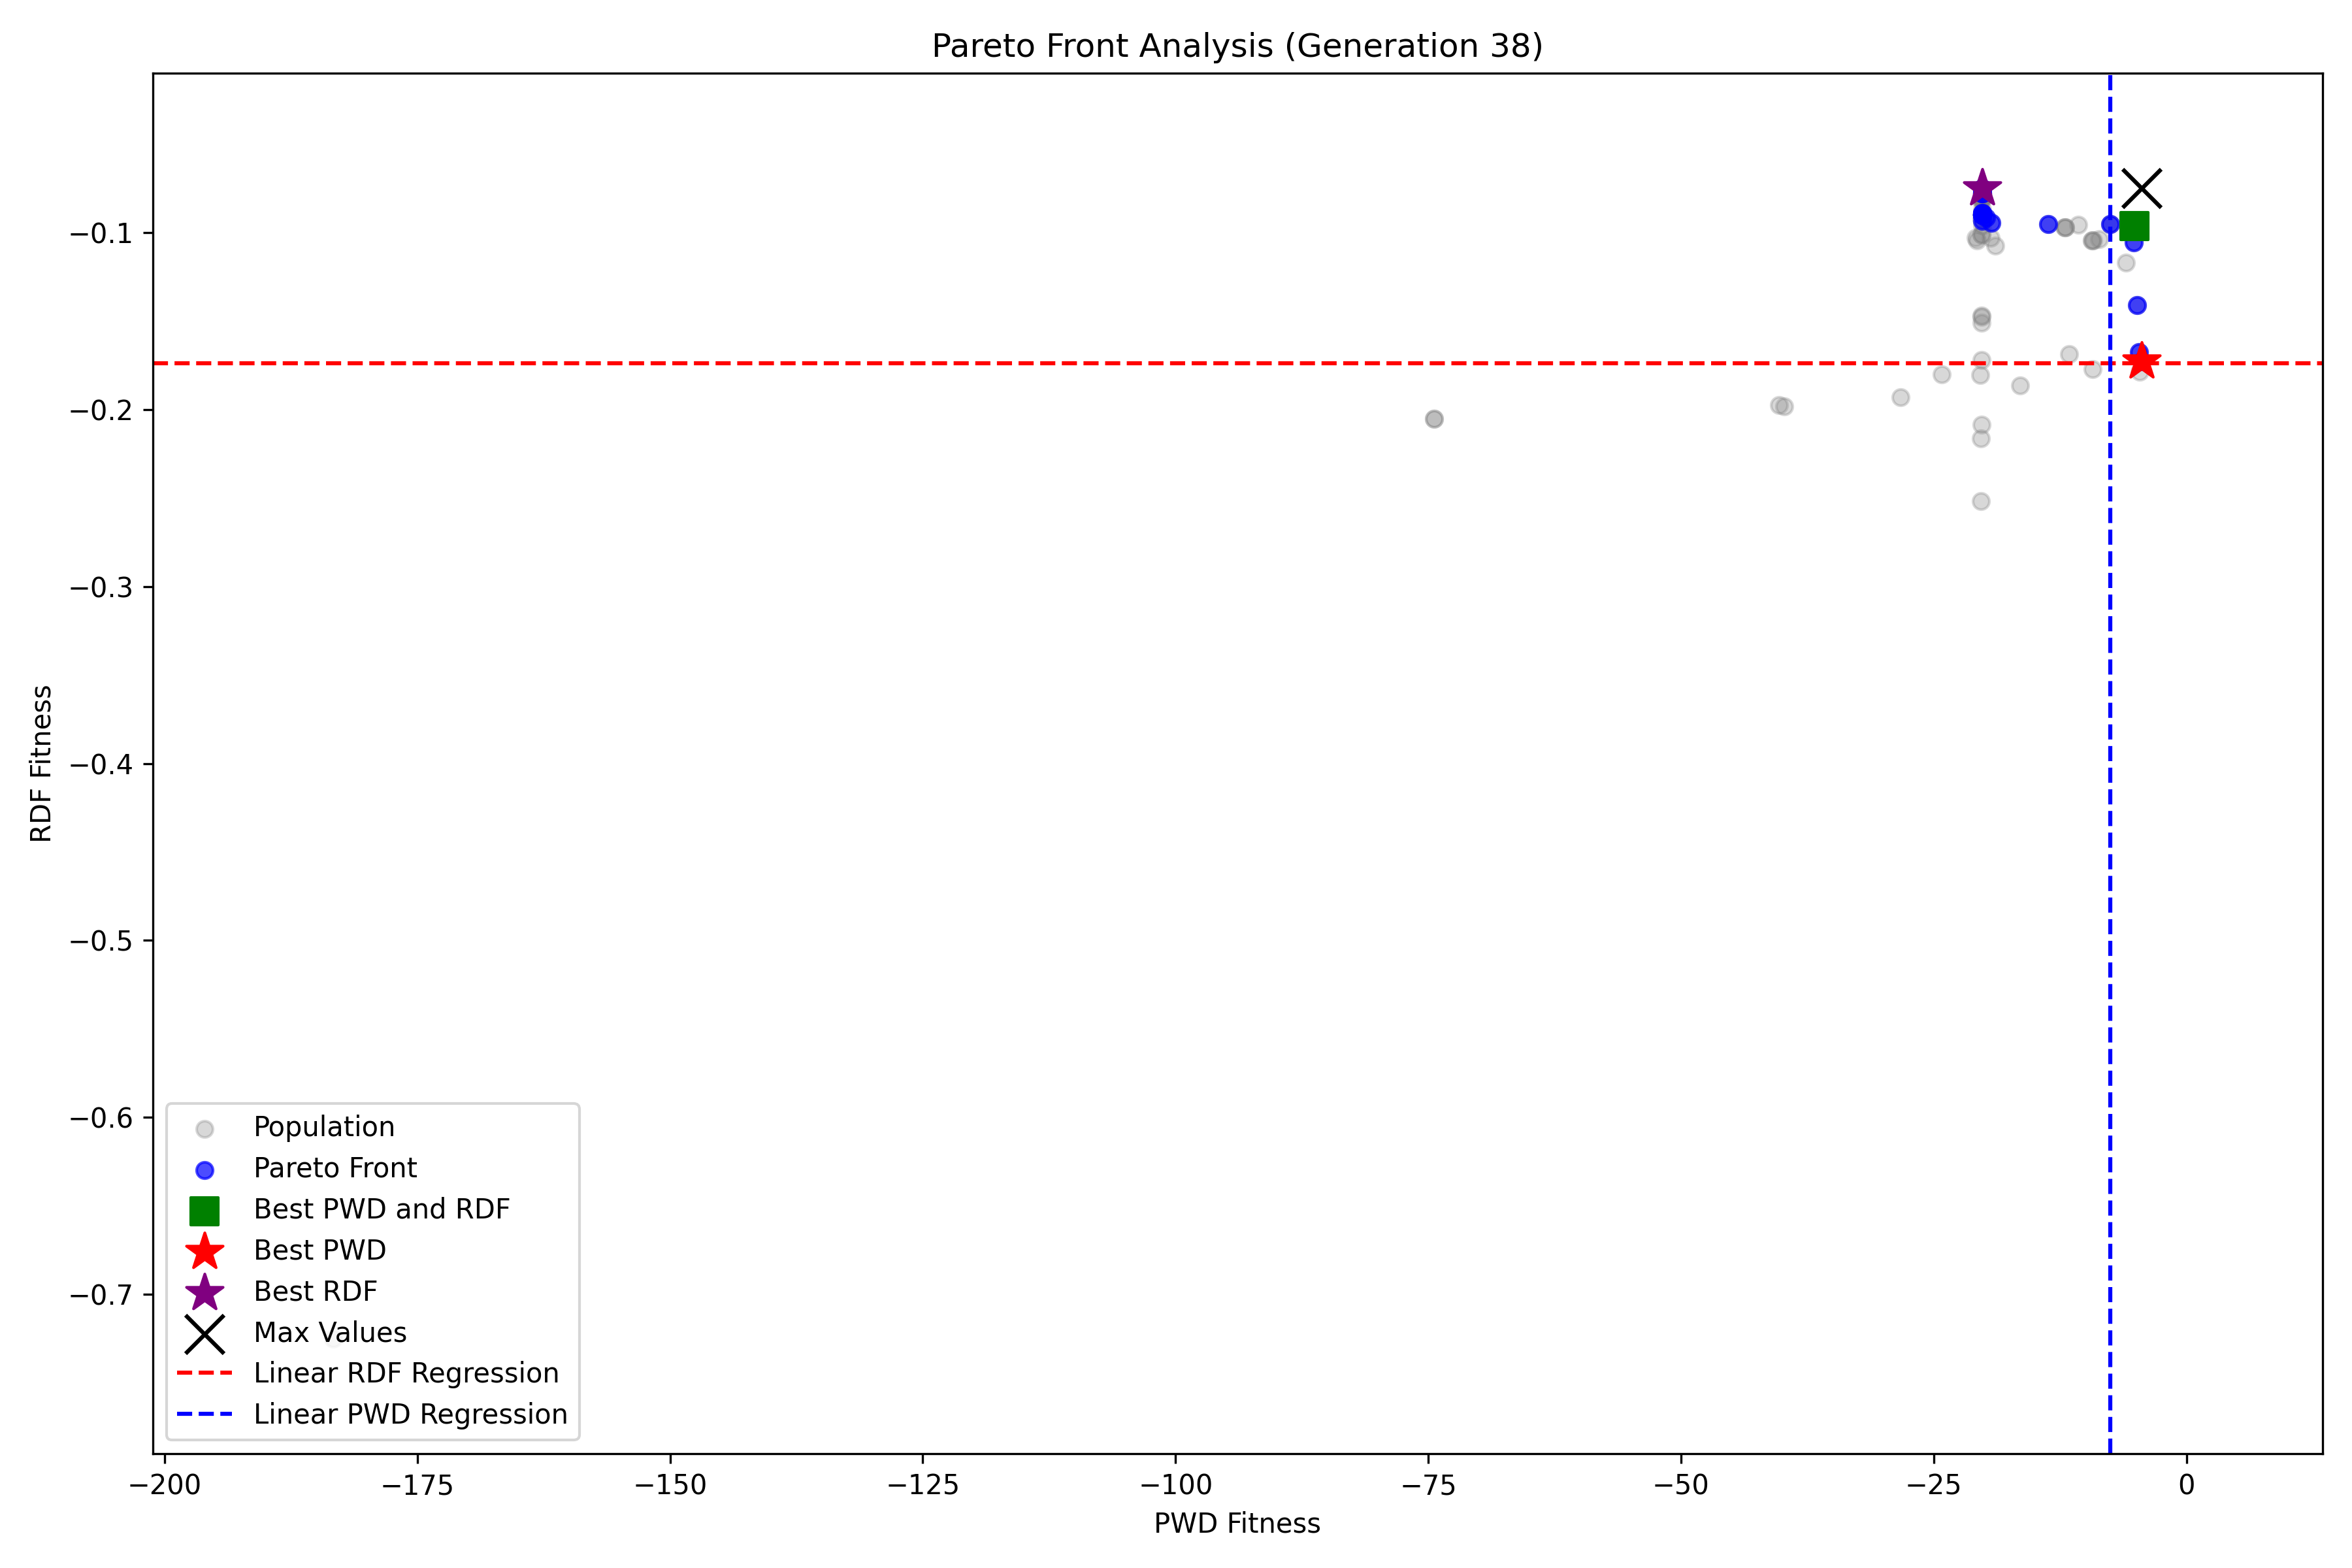 Pareto Front Analysis (Generation 38)
RDF Fitness
−0.1
−0.2
−0.3
−0.4
−0.5
−0.6
−0.7
Population
Pareto Front
Best PWD and RDF
Best PWD
Best RDF
Max Values
Linear RDF Regression
Linear PWD Regression
−200 −175 −150 −125 −100 −75 −50 −25 0
PWD Fitness